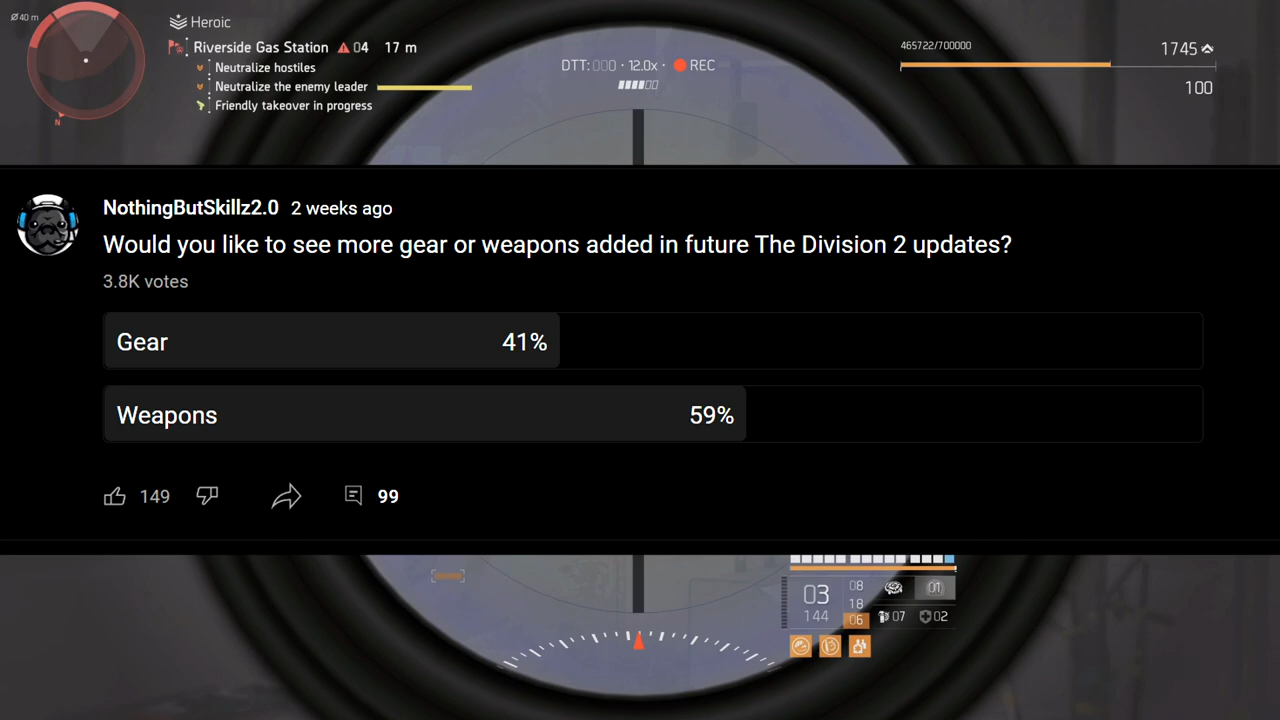 Ø40 m
Heroic
Riverside Gas Station 04 17 m
Neutralize hostiles
Neutralize the enemy leader
Friendly takeover in progress
N
DTT:000 · 12.0x · REC
465722/700000
1745
100
NothingButSkillz2.0 2 weeks ago
Would you like to see more gear or weapons added in future The Division 2 updates?
3.8K votes
Gear 41%
Weapons 59%
149 99
03 08 01
144 18
06 07 02